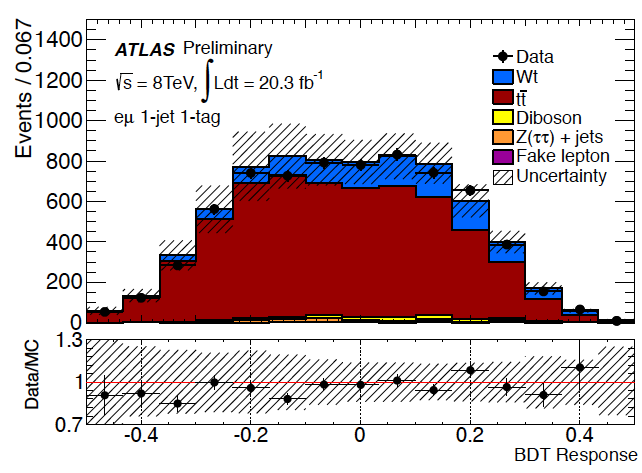 Events / 0.067
1400
1200
1000
800
600
400
200
0
ATLAS Preliminary
√s = 8TeV, ∫Ldt = 20.3 fb⁻¹
eμ 1-jet 1-tag
Data
Wt
tt̄
Diboson
Z(ττ) + jets
Fake lepton
Uncertainty
Data/MC
1.3
1
0.7
-0.4 -0.2 0 0.2 0.4
BDT Response